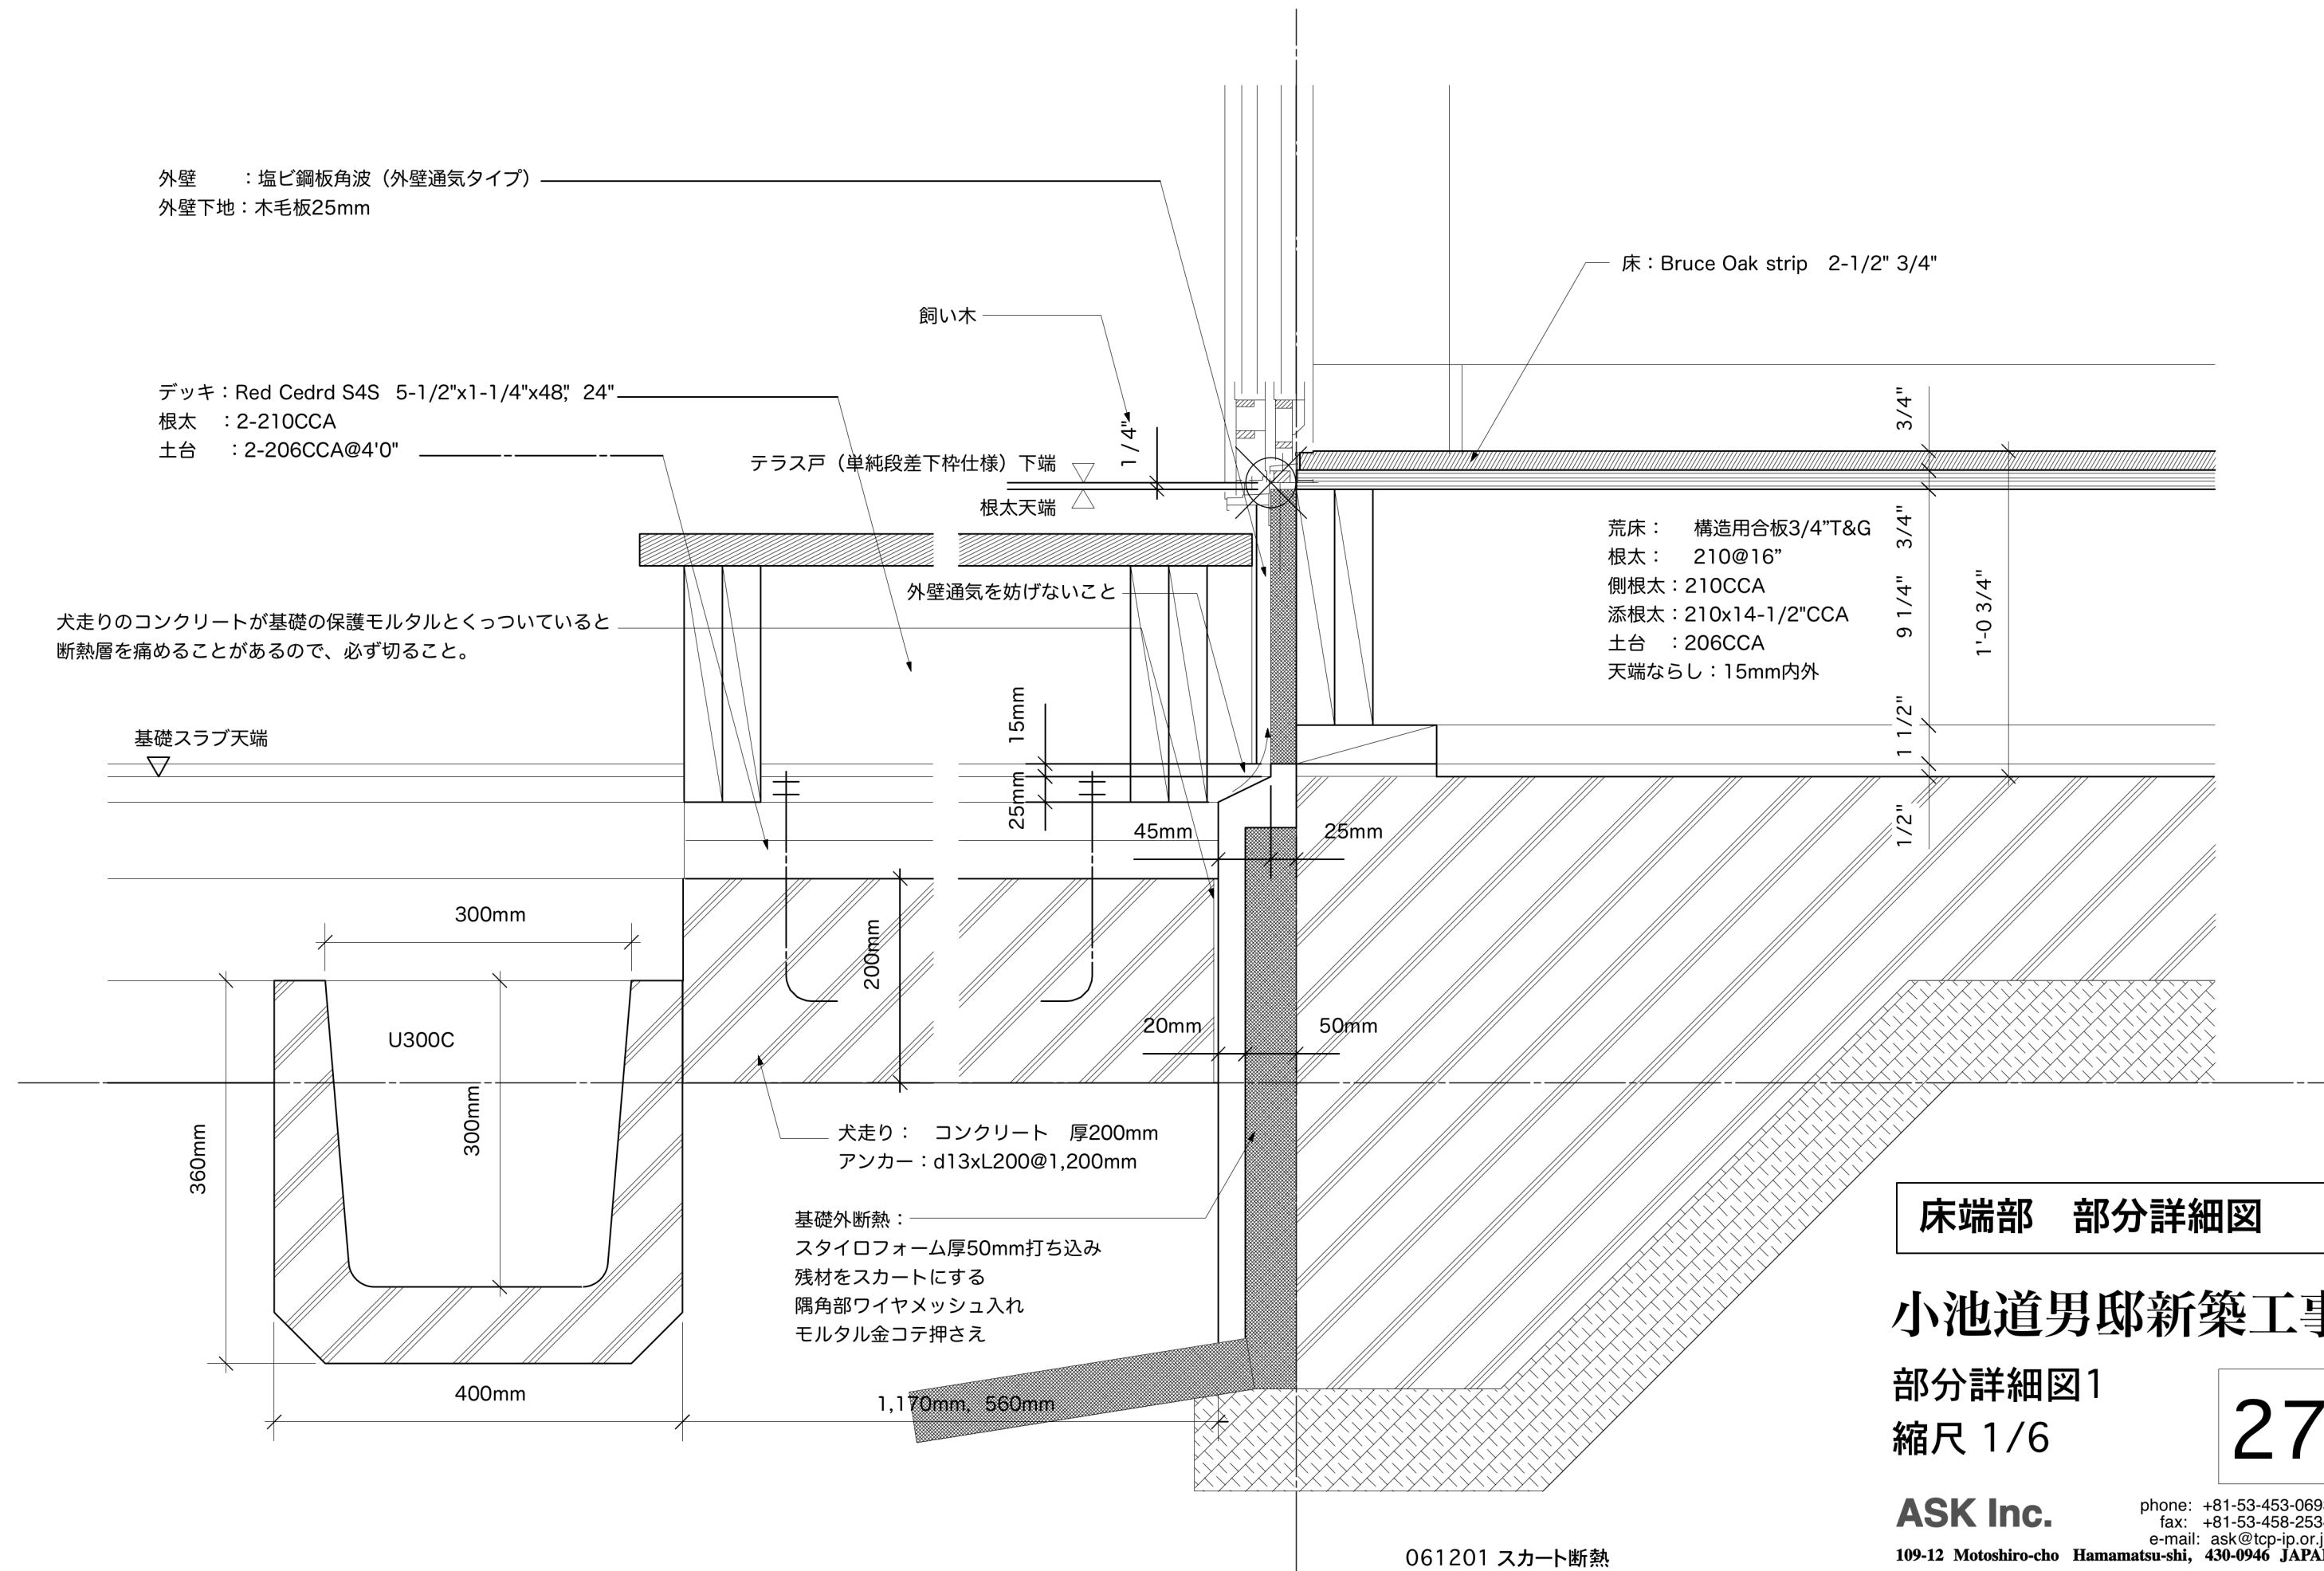 外壁　　：塩ビ鋼板角波（外壁通気タイプ）
外壁下地：木毛板25mm
床：Bruce Oak strip 2-1/2" 3/4"
飼い木
デッキ：Red Cedrd S4S 5-1/2"x1-1/4"x48", 24"
根太　：2-210CCA
土台　：2-206CCA@4'0"
テラス戸（単純段差下枠仕様）下端
1/4"
根太天端
3/4"
荒床：　構造用合板3/4”T&G
根太：　210@16”
側根太：210CCA
添根太：210x14-1/2"CCA
土台　：206CCA
天端ならし：15mm内外
3/4"
9 1/4"
1'-0 3/4"
1 1/2"
1/2"
外壁通気を妨げないこと
犬走りのコンクリートが基礎の保護モルタルとくっついていると
断熱層を痛めることがあるので、必ず切ること。
基礎スラブ天端
15mm
25mm
45mm
25mm
300mm
200mm
U300C
20mm
50mm
300mm
360mm
犬走り：　コンクリート　厚200mm
アンカー：d13xL200@1,200mm
基礎外断熱：
スタイロフォーム厚50mm打ち込み
残材をスカートにする
隅角部ワイヤメッシュ入れ
モルタル金コテ押さえ
400mm
1,170mm, 560mm
床端部　部分詳細図
小池道男邸新築工事
部分詳細図1
縮尺 1/6
27
ASK Inc.
phone: +81-53-453-069
fax: +81-53-458-253
e-mail: ask@tcp-ip.or.j
109-12 Motoshiro-cho Hamamatsu-shi, 430-0946 JAPA
061201 スカート断熱